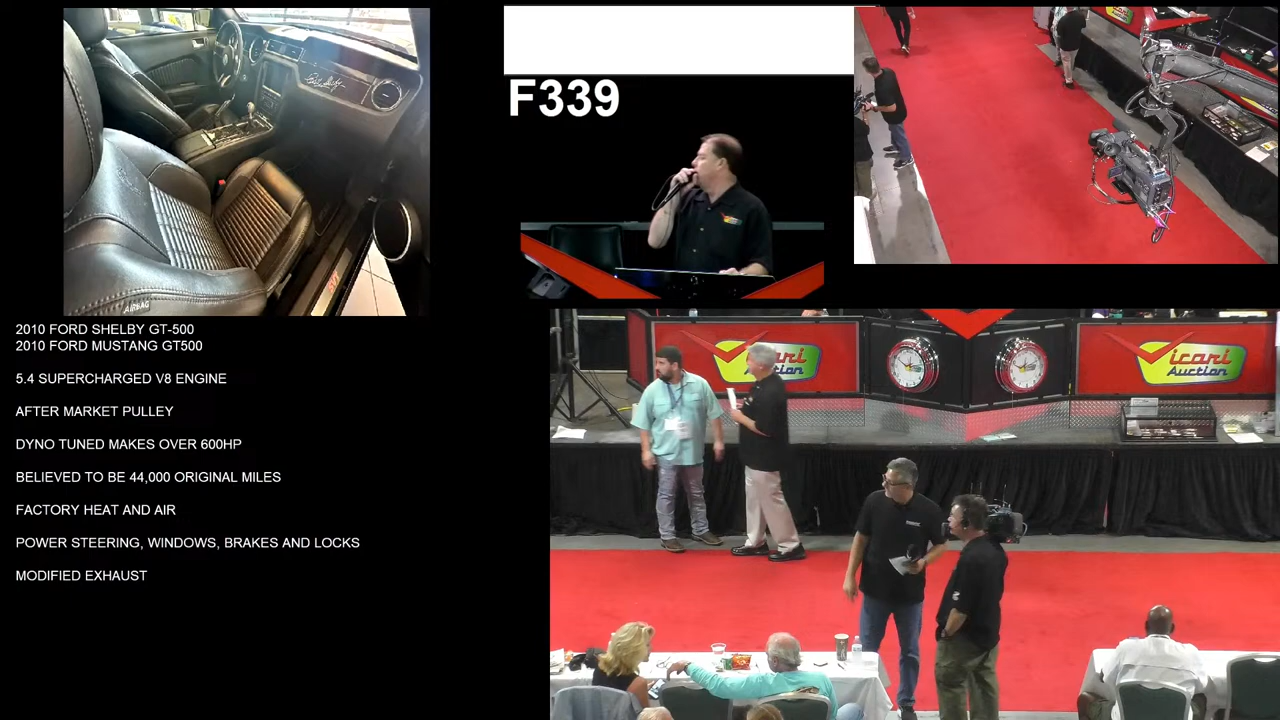 AIRBAG
2010 FORD SHELBY GT-500
2010 FORD MUSTANG GT500
5.4 SUPERCHARGED V8 ENGINE
AFTER MARKET PULLEY
DYNO TUNED MAKES OVER 600HP
BELIEVED TO BE 44,000 ORIGINAL MILES
FACTORY HEAT AND AIR
POWER STEERING, WINDOWS, BRAKES AND LOCKS
MODIFIED EXHAUST
F339
Vicari
Auction
Vicari
Auction